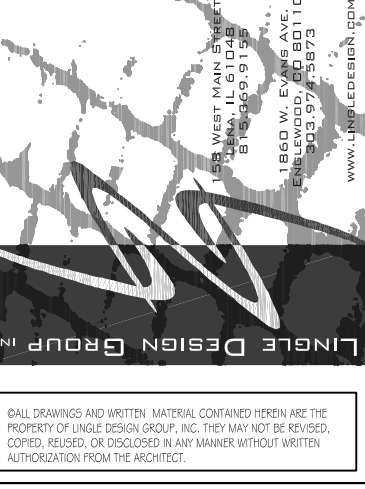 158 WEST MAIN STREET
LENA, IL 61048
815.369.9155
1860 W. EVANS AVE.
ENGLEWOOD, CO 80110
303.974.5873
WWW.LINGLEDESIGN.COM
LINGLE DESIGN GROUP IN
©ALL DRAWINGS AND WRITTEN MATERIAL CONTAINED HEREIN ARE THE
PROPERTY OF LINGLE DESIGN GROUP, INC. THEY MAY NOT BE REVISED,
COPIED, REUSED, OR DISCLOSED IN ANY MANNER WITHOUT WRITTEN
AUTHORIZATION FROM THE ARCHITECT.